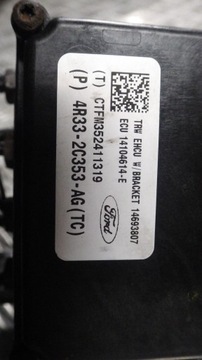 TRW EHCU W/BRACKET 14693807
ECU 14104614-E
Ford
(T) CTFM352411319
(P) 4R33-2C353-AG(TC)